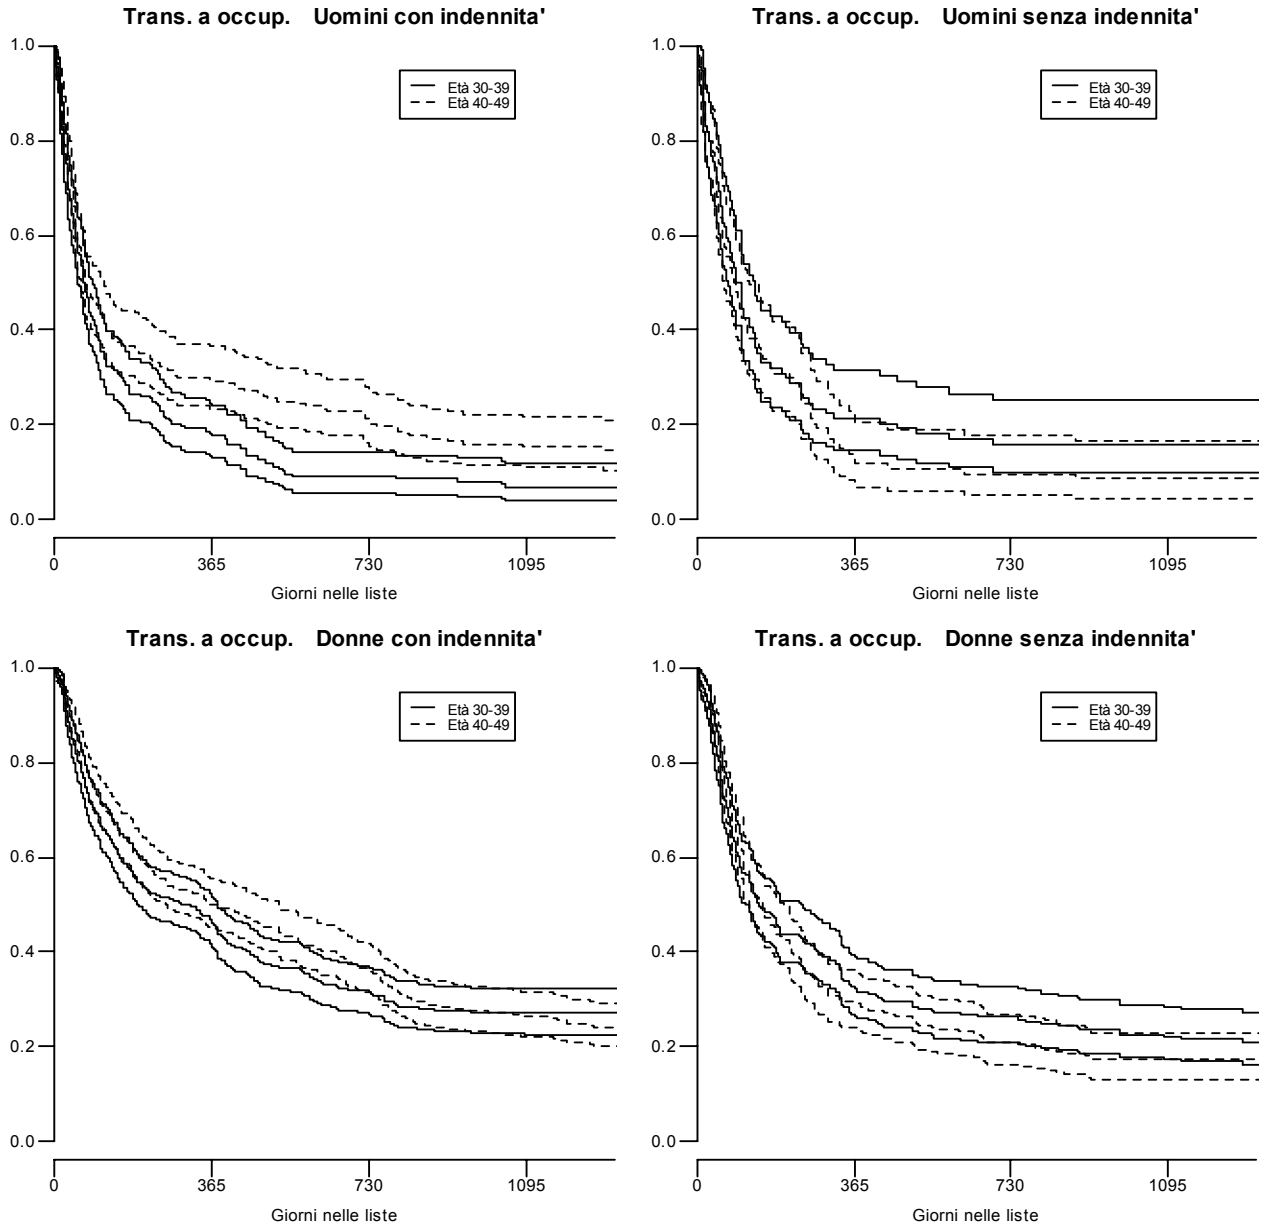 Trans. a occup. Uomini con indennita'
1.0
0.8
0.6
0.4
0.2
0.0
Età 30-39
Età 40-49
0 365 730 1095
Giorni nelle liste
Trans. a occup. Uomini senza indennita'
1.0
0.8
0.6
0.4
0.2
0.0
Età 30-39
Età 40-49
0 365 730 1095
Giorni nelle liste
Trans. a occup. Donne con indennita'
1.0
0.8
0.6
0.4
0.2
0.0
Età 30-39
Età 40-49
0 365 730 1095
Giorni nelle liste
Trans. a occup. Donne senza indennita'
1.0
0.8
0.6
0.4
0.2
0.0
Età 30-39
Età 40-49
0 365 730 1095
Giorni nelle liste